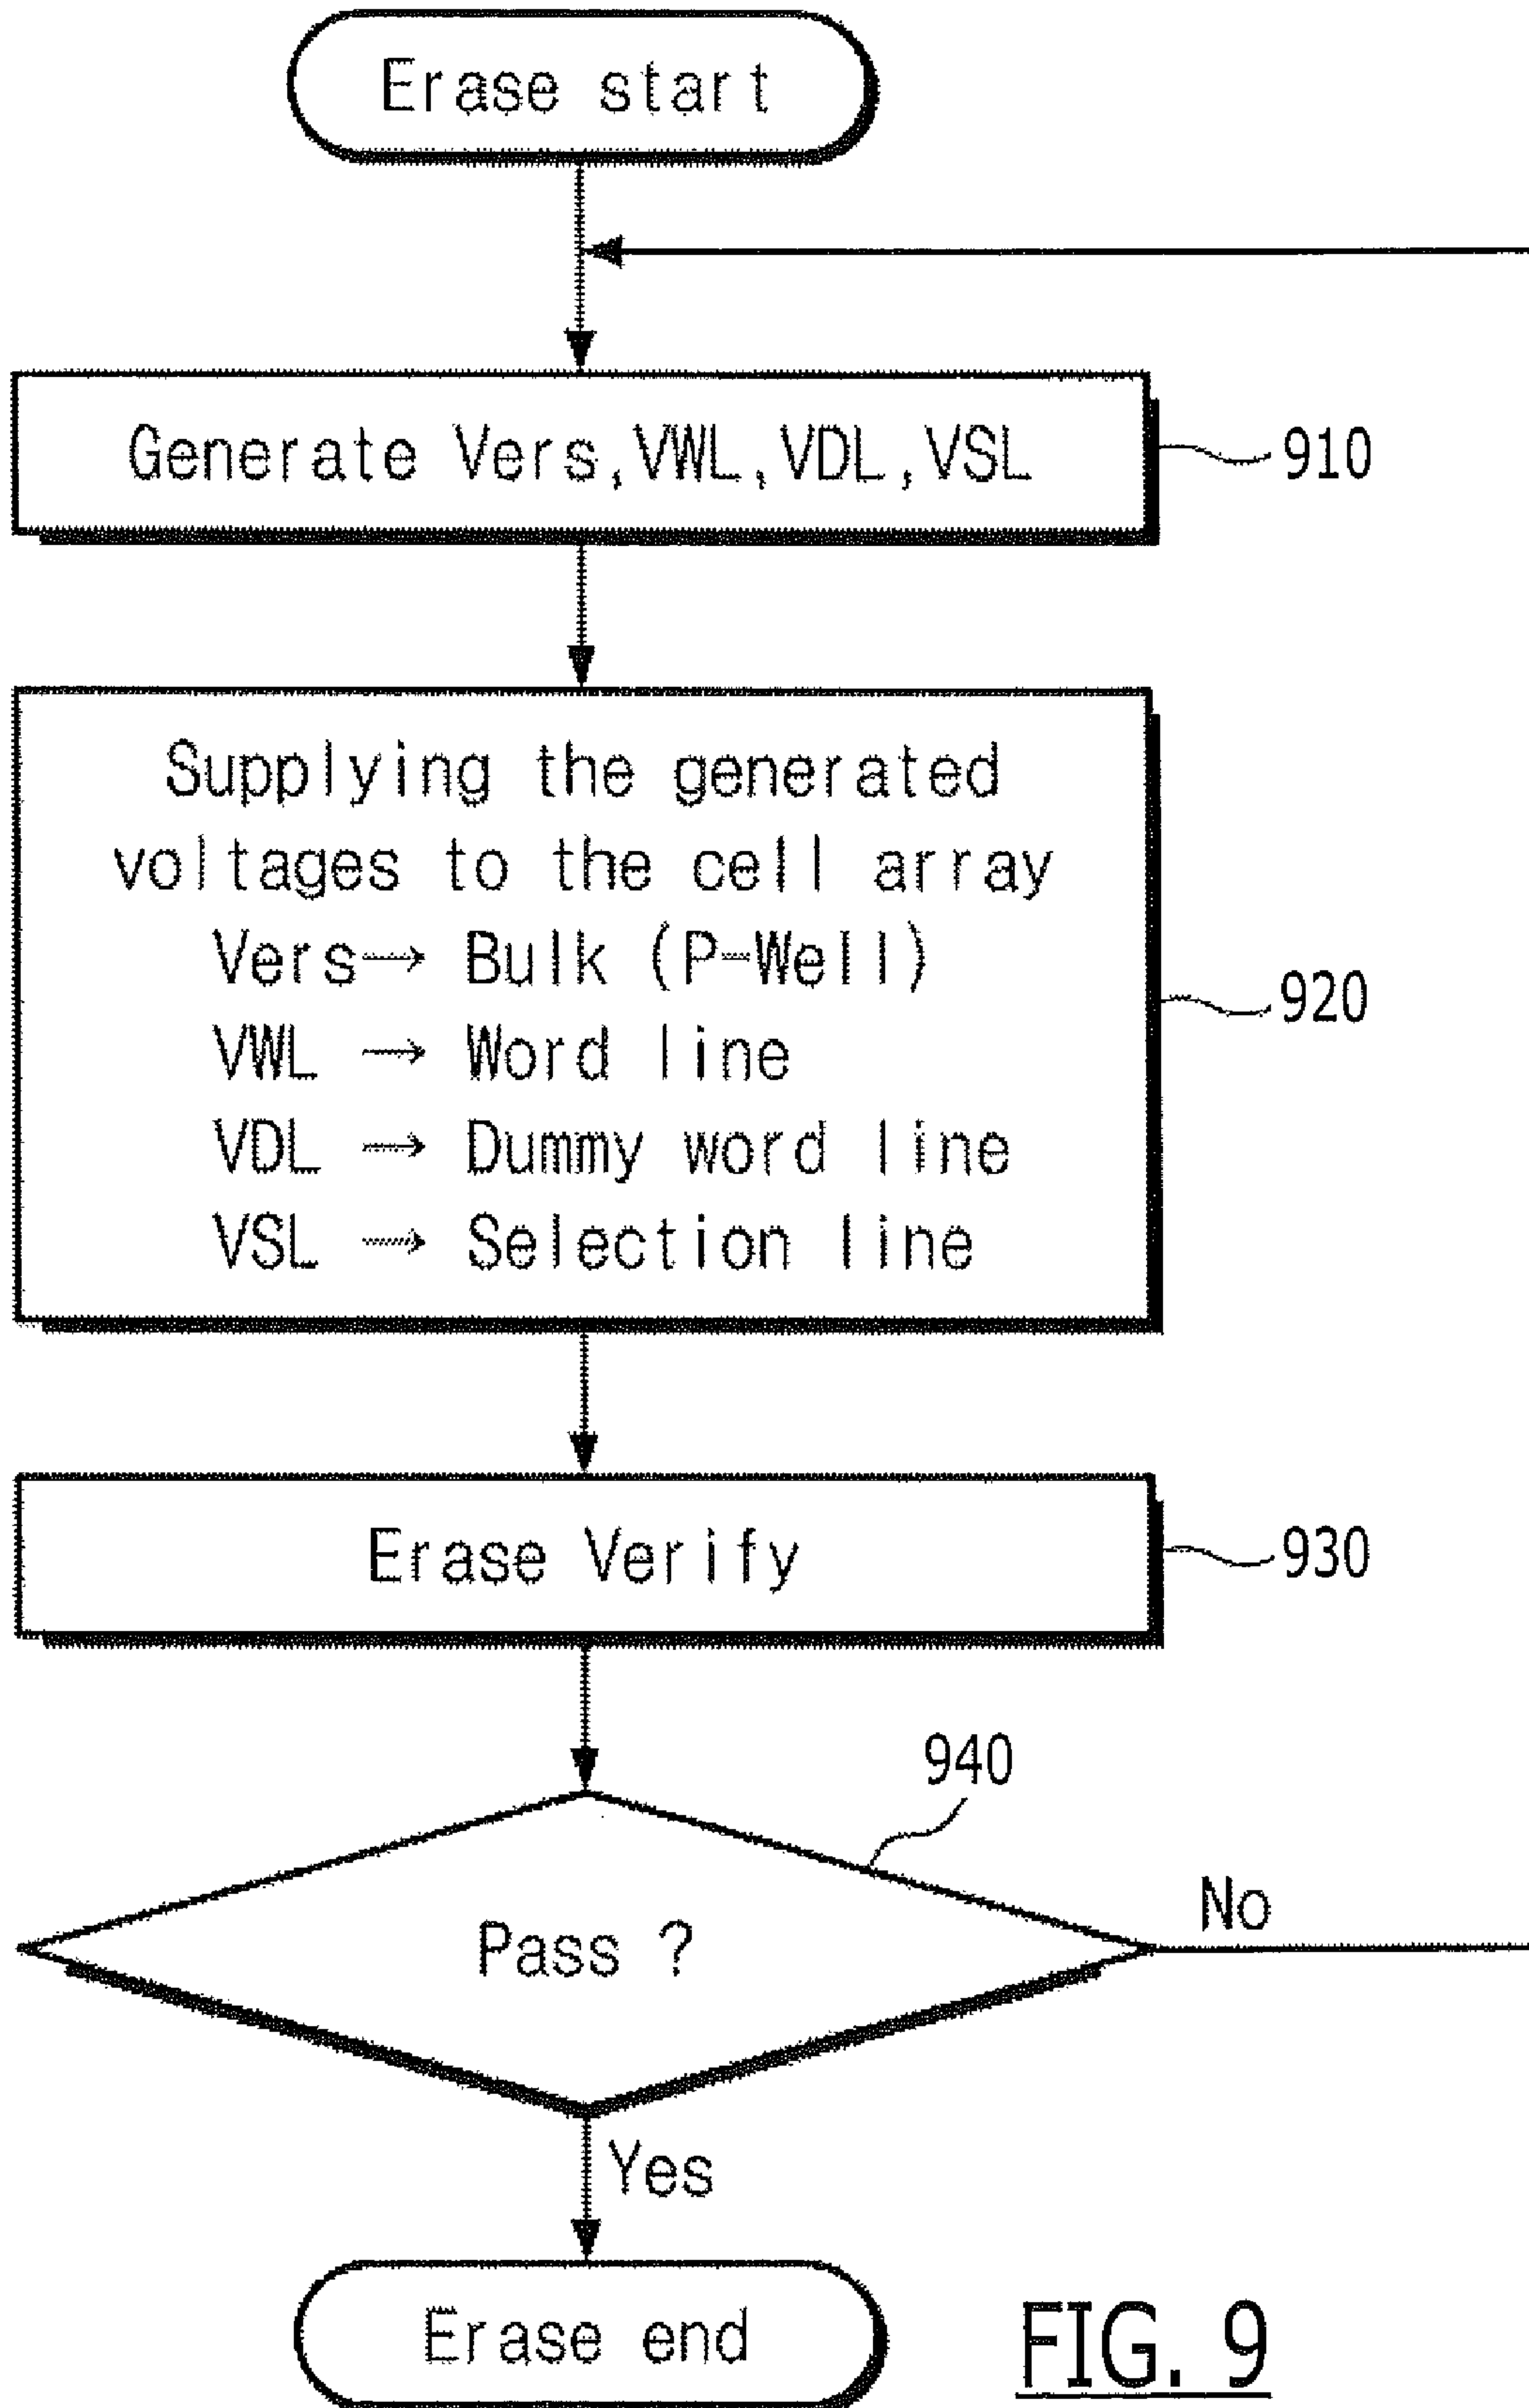 Erase start
Generate Vers,VWL,VDL,VSL
910
Supplying the generated
voltages to the cell array
Vers→ Bulk (P-Well)
VWL → Word line
VDL → Dummy word line
VSL → Selection line
920
Erase Verify
930
940
Pass ?
No
Yes
Erase end
FIG. 9